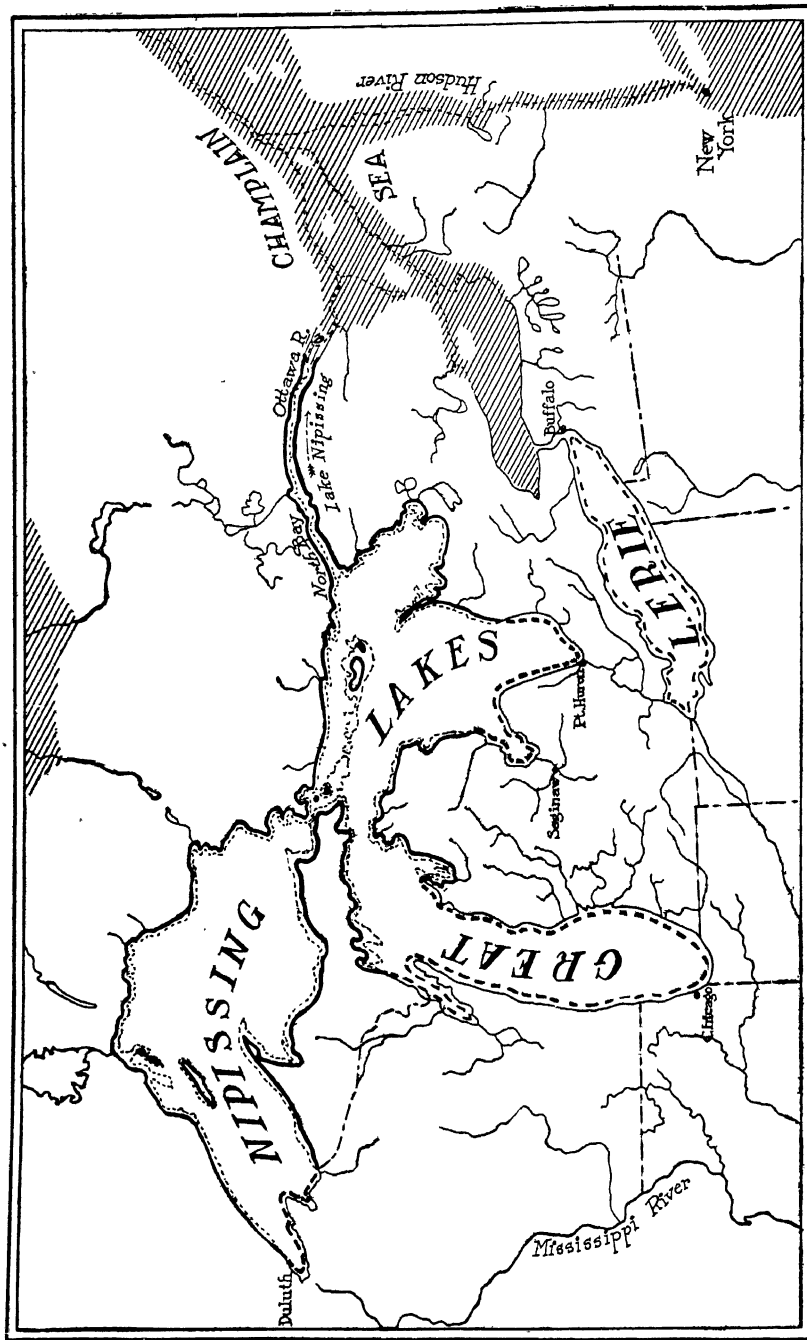 CHAMPLAIN
SEA
Hudson River
New
York
Ottawa R.
Lake Nipissing
North Bay
Buffalo
L ERIE
NIPISSING
GREAT
LAKES
Pt. Huron
Saginaw
Chicago
Duluth
Mississippi River